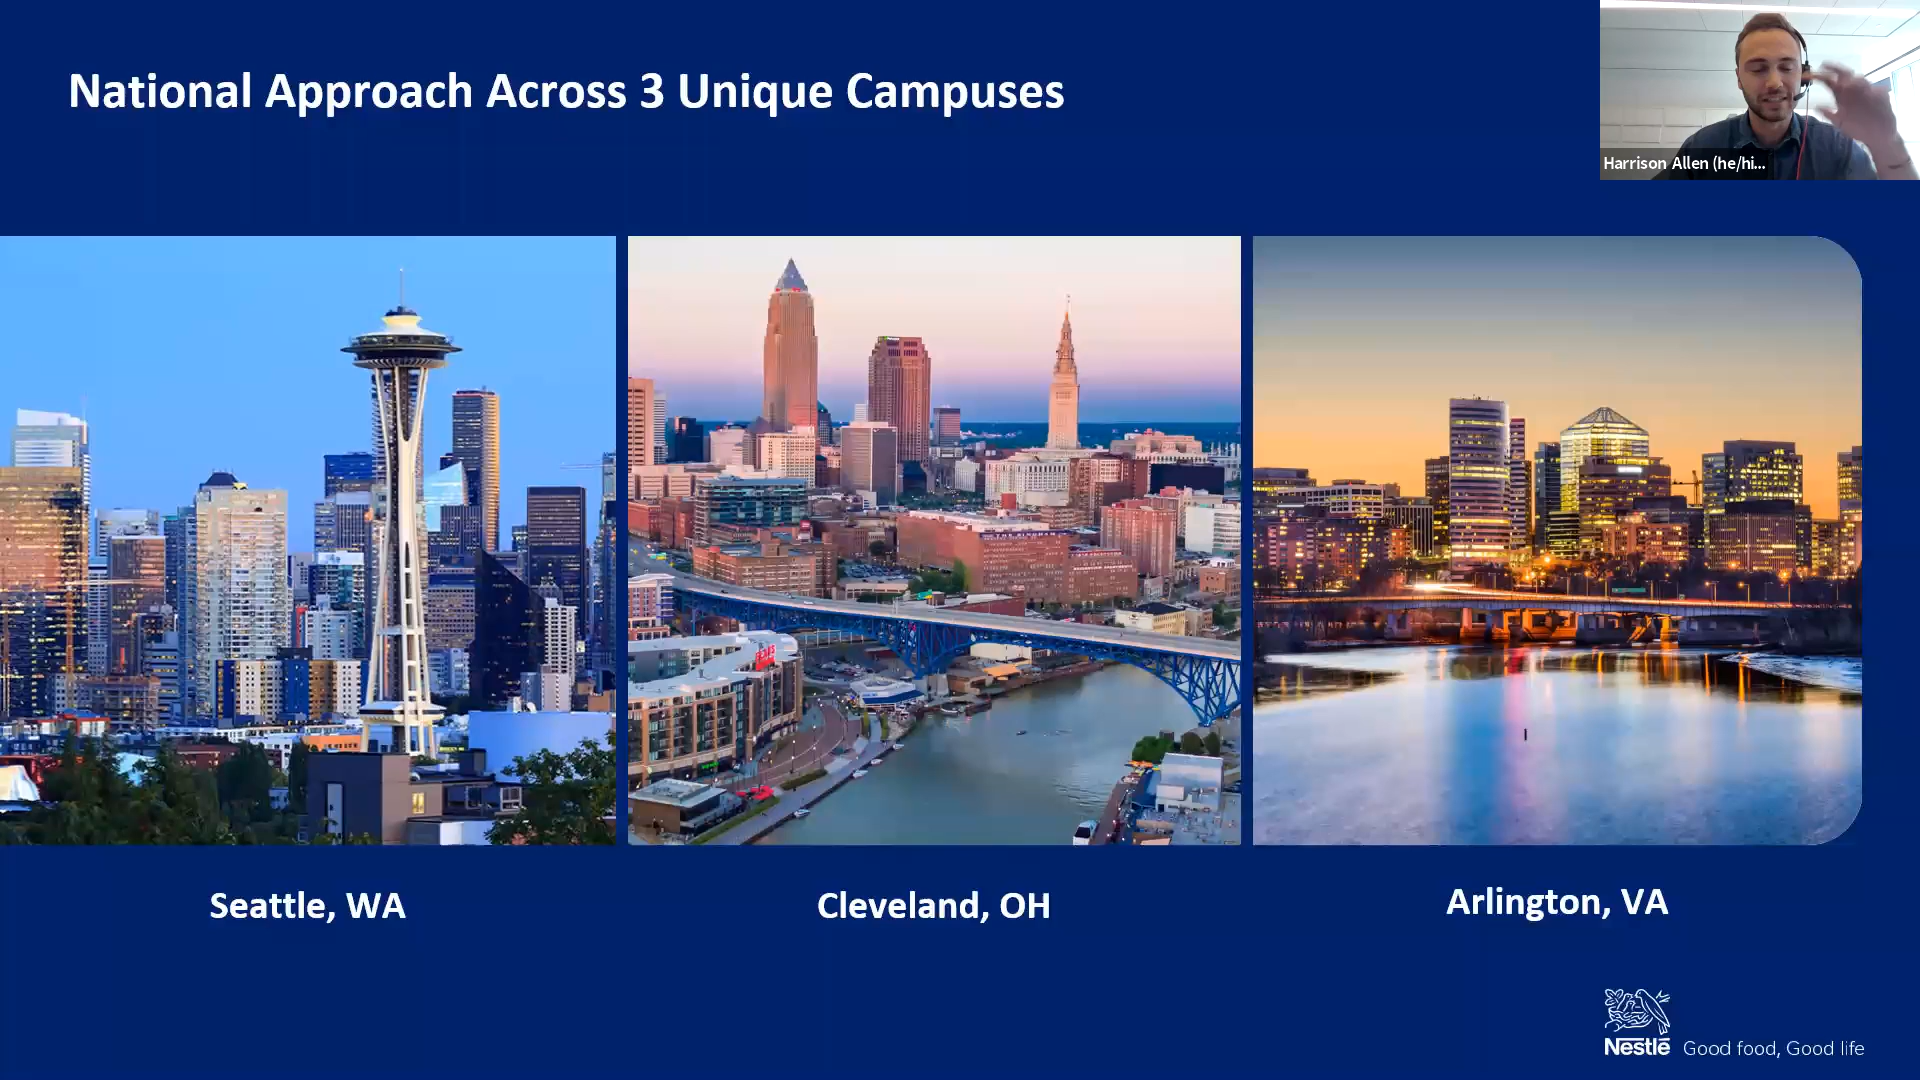 National Approach Across 3 Unique Campuses
Harrison Allen (he/hi...
Seattle, WA
Cleveland, OH
Arlington, VA
Nestlé
Good food, Good life